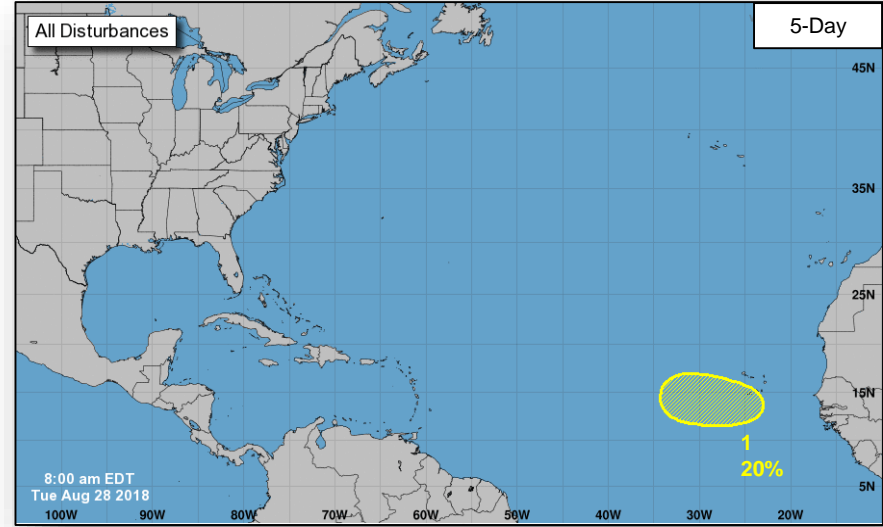 All Disturbances
5-Day
45N
35N
25N
15N
1
20%
8:00 am EDT
Tue Aug 28 2018
5N
100W 90W 80W 70W 60W 50W 40W 30W 20W